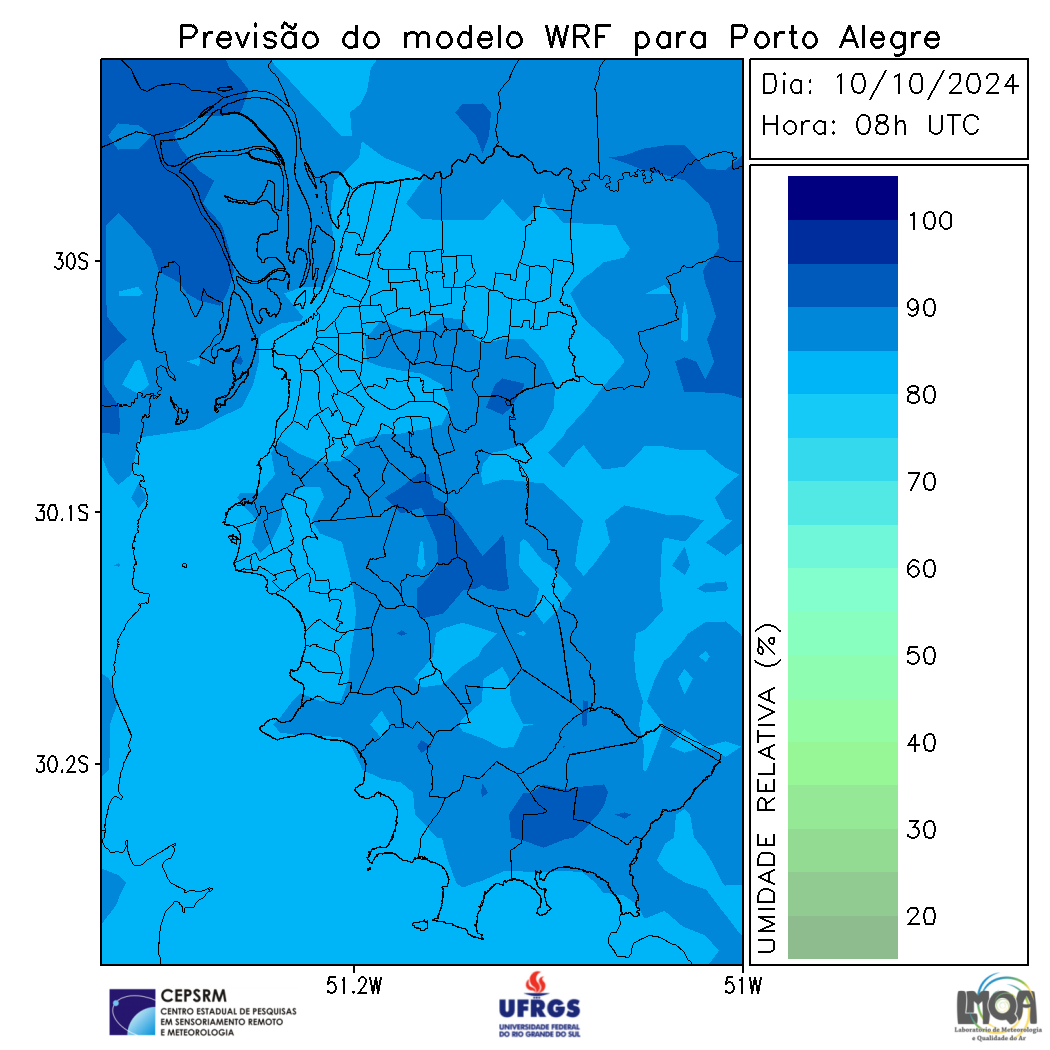 Previsão do modelo WRF para Porto Alegre
Dia: 10/10/2024
Hora: 08h UTC
30S
30.1S
30.2S
51.2W
51W
100
90
80
70
60
50
40
30
20
UMIDADE RELATIVA (%)
CEPSRM
CENTRO ESTADUAL DE PESQUISAS
EM SENSORIAMENTO REMOTO
E METEOROLOGIA
UFRGS
UNIVERSIDADE FEDERAL
DO RIO GRANDE DO SUL
LMQA
Laboratório de Meteorologia
e Qualidade do Ar